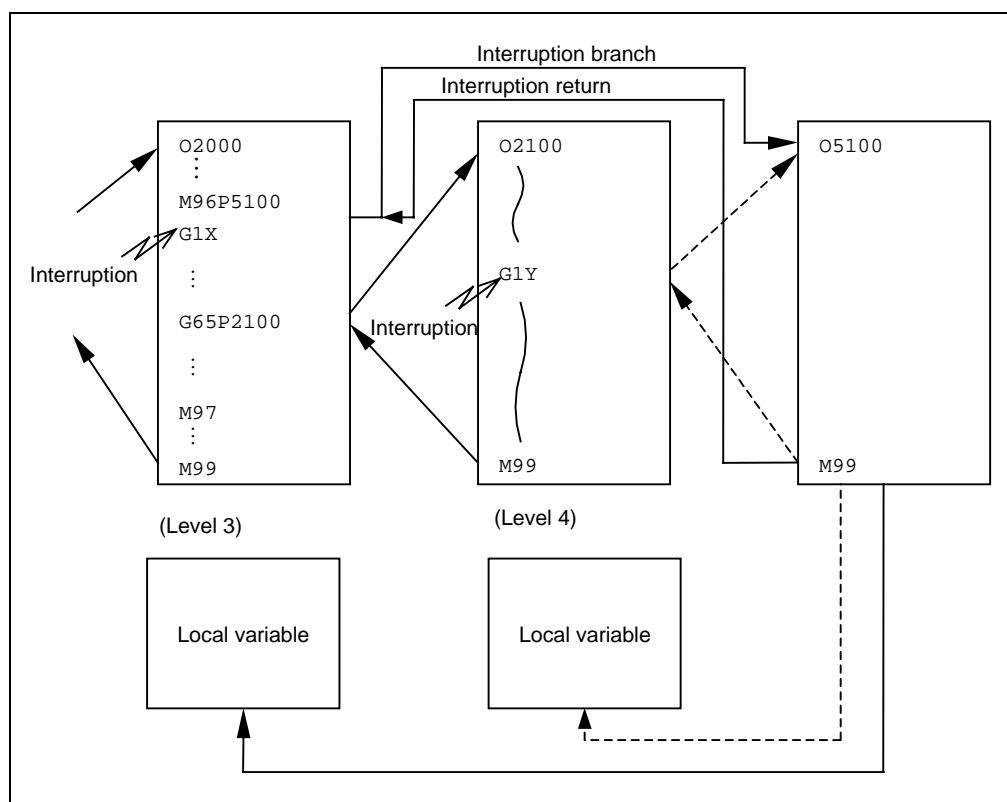 Interruption branch
Interruption return
O2000
⋮
M96P5100
G1X
Interruption
⋮
G65P2100
⋮
M97
⋮
M99
(Level 3)
O2100
G1Y
Interruption
M99
(Level 4)
O5100
M99
Local variable
Local variable